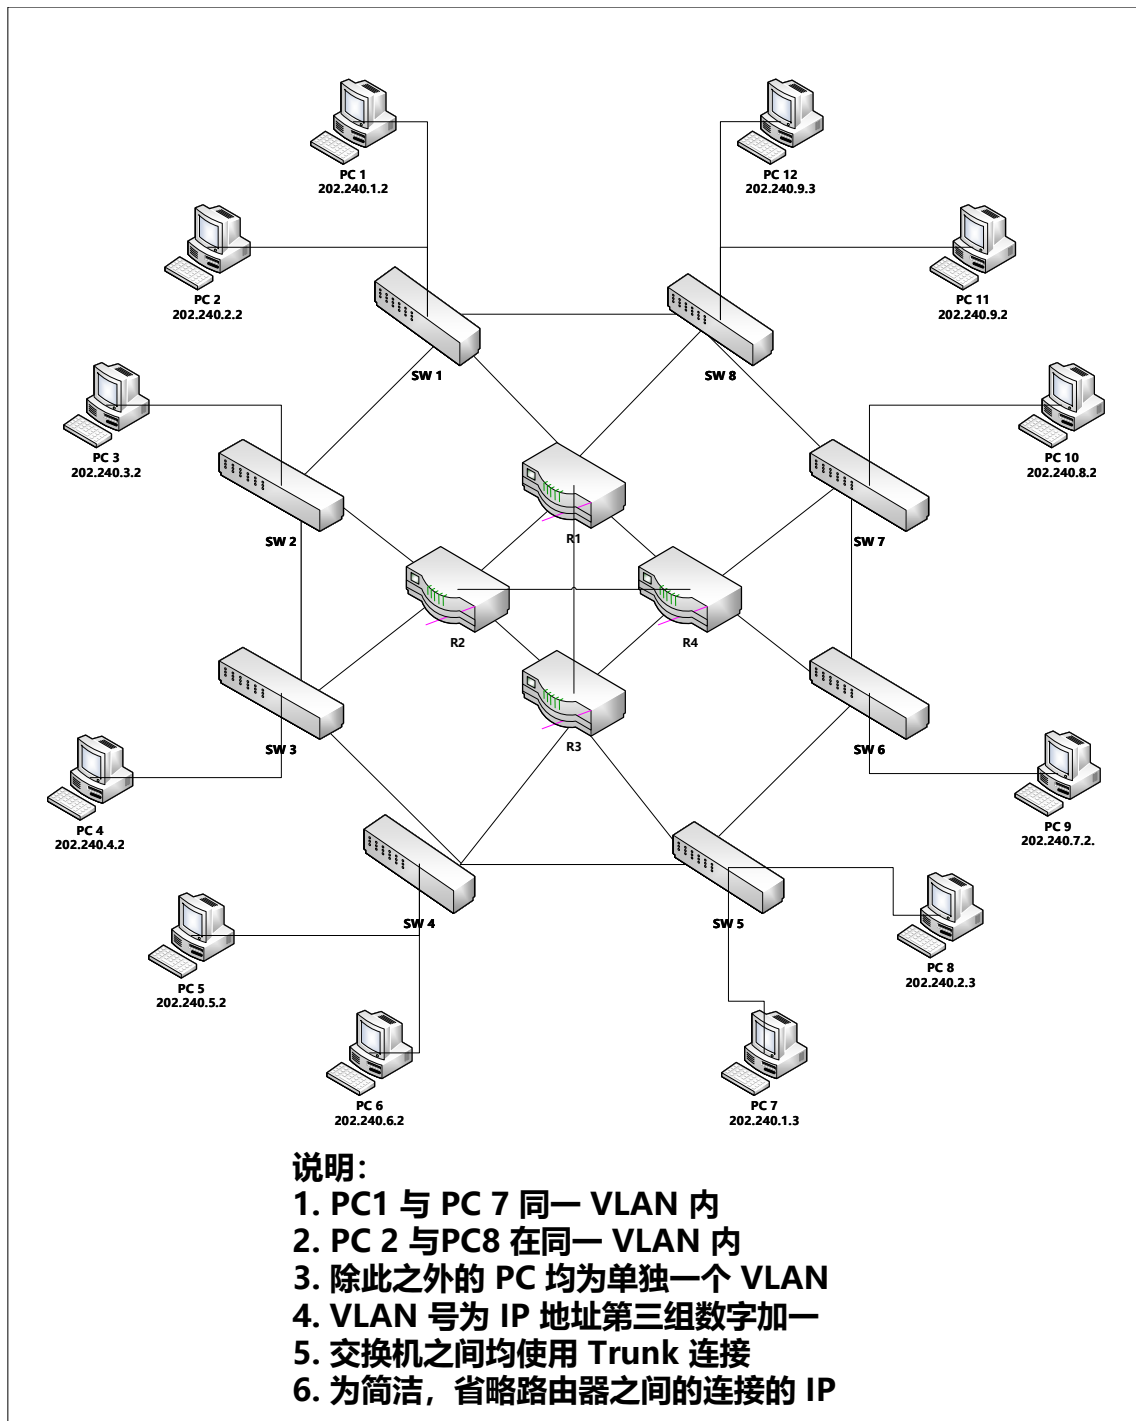 PC 1
202.240.1.2
PC 12
202.240.9.3
PC 2
202.240.2.2
PC 11
202.240.9.2
SW 1
SW 8
PC 3
202.240.3.2
PC 10
202.240.8.2
SW 2
R1
SW 7
R2
R4
SW 3
R3
SW 6
PC 4
202.240.4.2
PC 9
202.240.7.2.
SW 4
SW 5
PC 5
202.240.5.2
PC 8
202.240.2.3
PC 6
202.240.6.2
PC 7
202.240.1.3
说明：
1. PC1 与 PC 7 同一 VLAN 内
2. PC 2 与PC8 在同一 VLAN 内
3. 除此之外的 PC 均为单独一个 VLAN
4. VLAN 号为 IP 地址第三组数字加一
5. 交换机之间均使用 Trunk 连接
6. 为简洁，省略路由器之间的连接的 IP